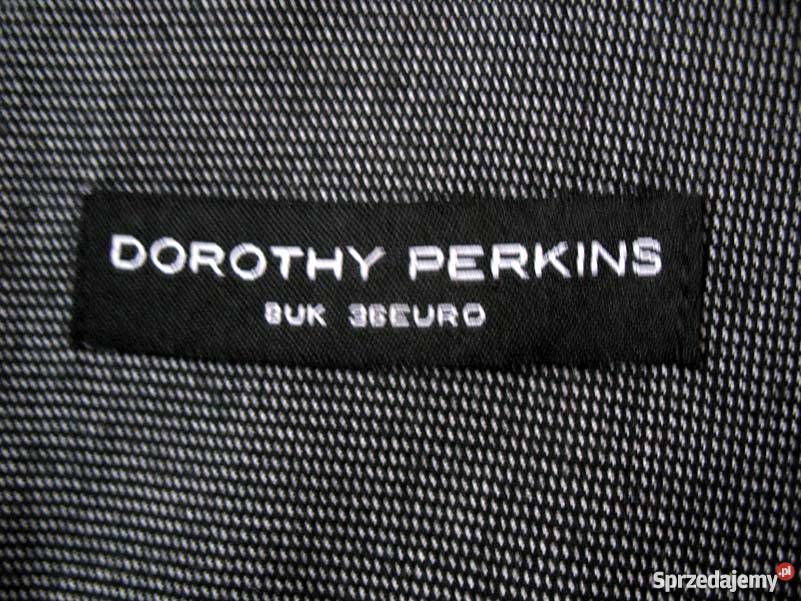 DOROTHY PERKINS
8UK 36EURO
Sprzedajemy.pl